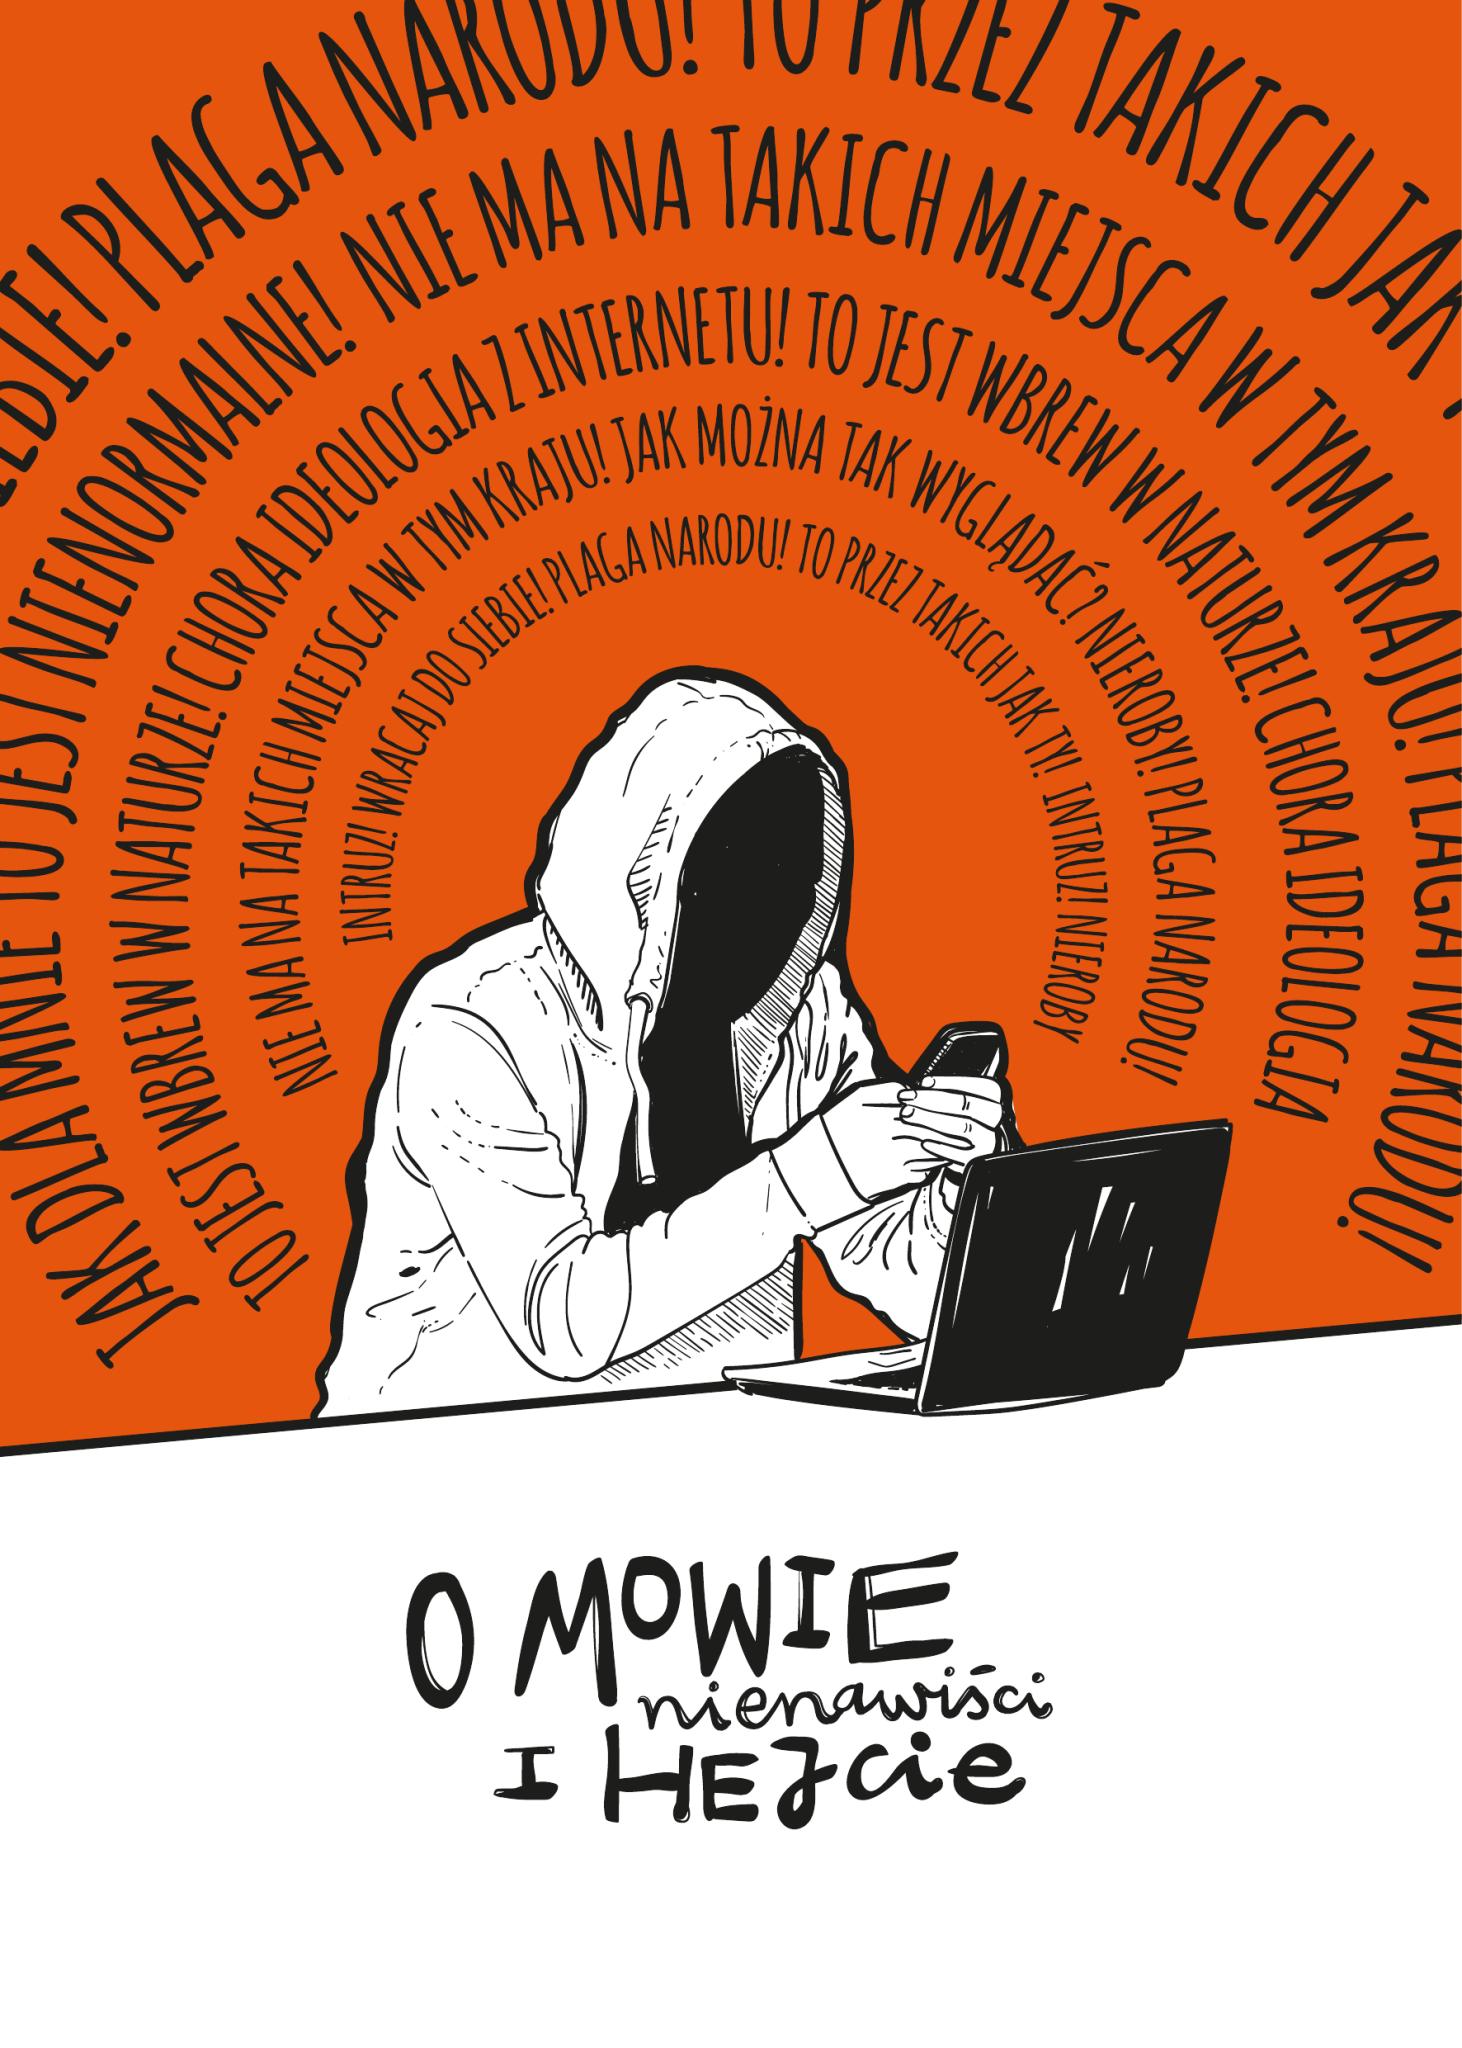 PLAGA NARODU! TO PRZEZ TAKICH JAK
JAK DLA MNIE TO JEST NIENORMALNE! NIE MA NA TAKICH MIEJSCA W TYM KRAJU! PLAGA NARODU!
TO JEST WBREW W NATURZE! CHORA IDEOLOGIA Z INTERNETU! TO JEST WBREW W NATURZE! CHORA IDEOLOGIA
NIE MA NA TAKICH MIEJSCA W TYM KRAJU! JAK MOŻNA TAK WYGLĄDAĆ? NIEROBY! PLAGA NARODU!
INTRUZ! WRACAJ DO SIEBIE! PLAGA NARODU! TO PRZEZ TAKICH JAK TY! INTRUZ! NIEROBY
O MOWIE
nienawiści
I HEJcie